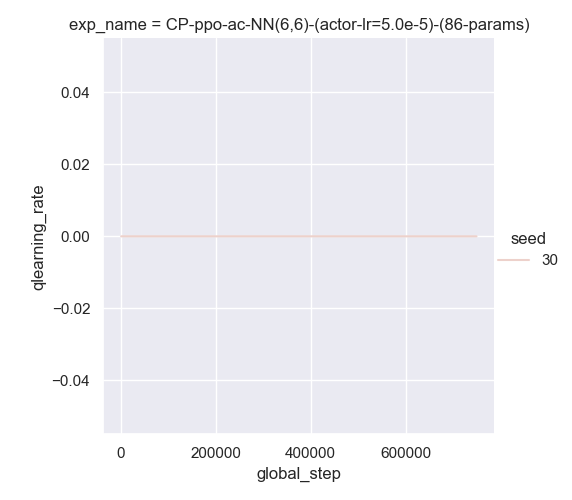 exp_name = CP-ppo-ac-NN(6,6)-(actor-lr=5.0e-5)-(86-params)
0.04
0.02
0.00
−0.02
−0.04
qlearning_rate
seed
30
0
200000
400000
600000
global_step